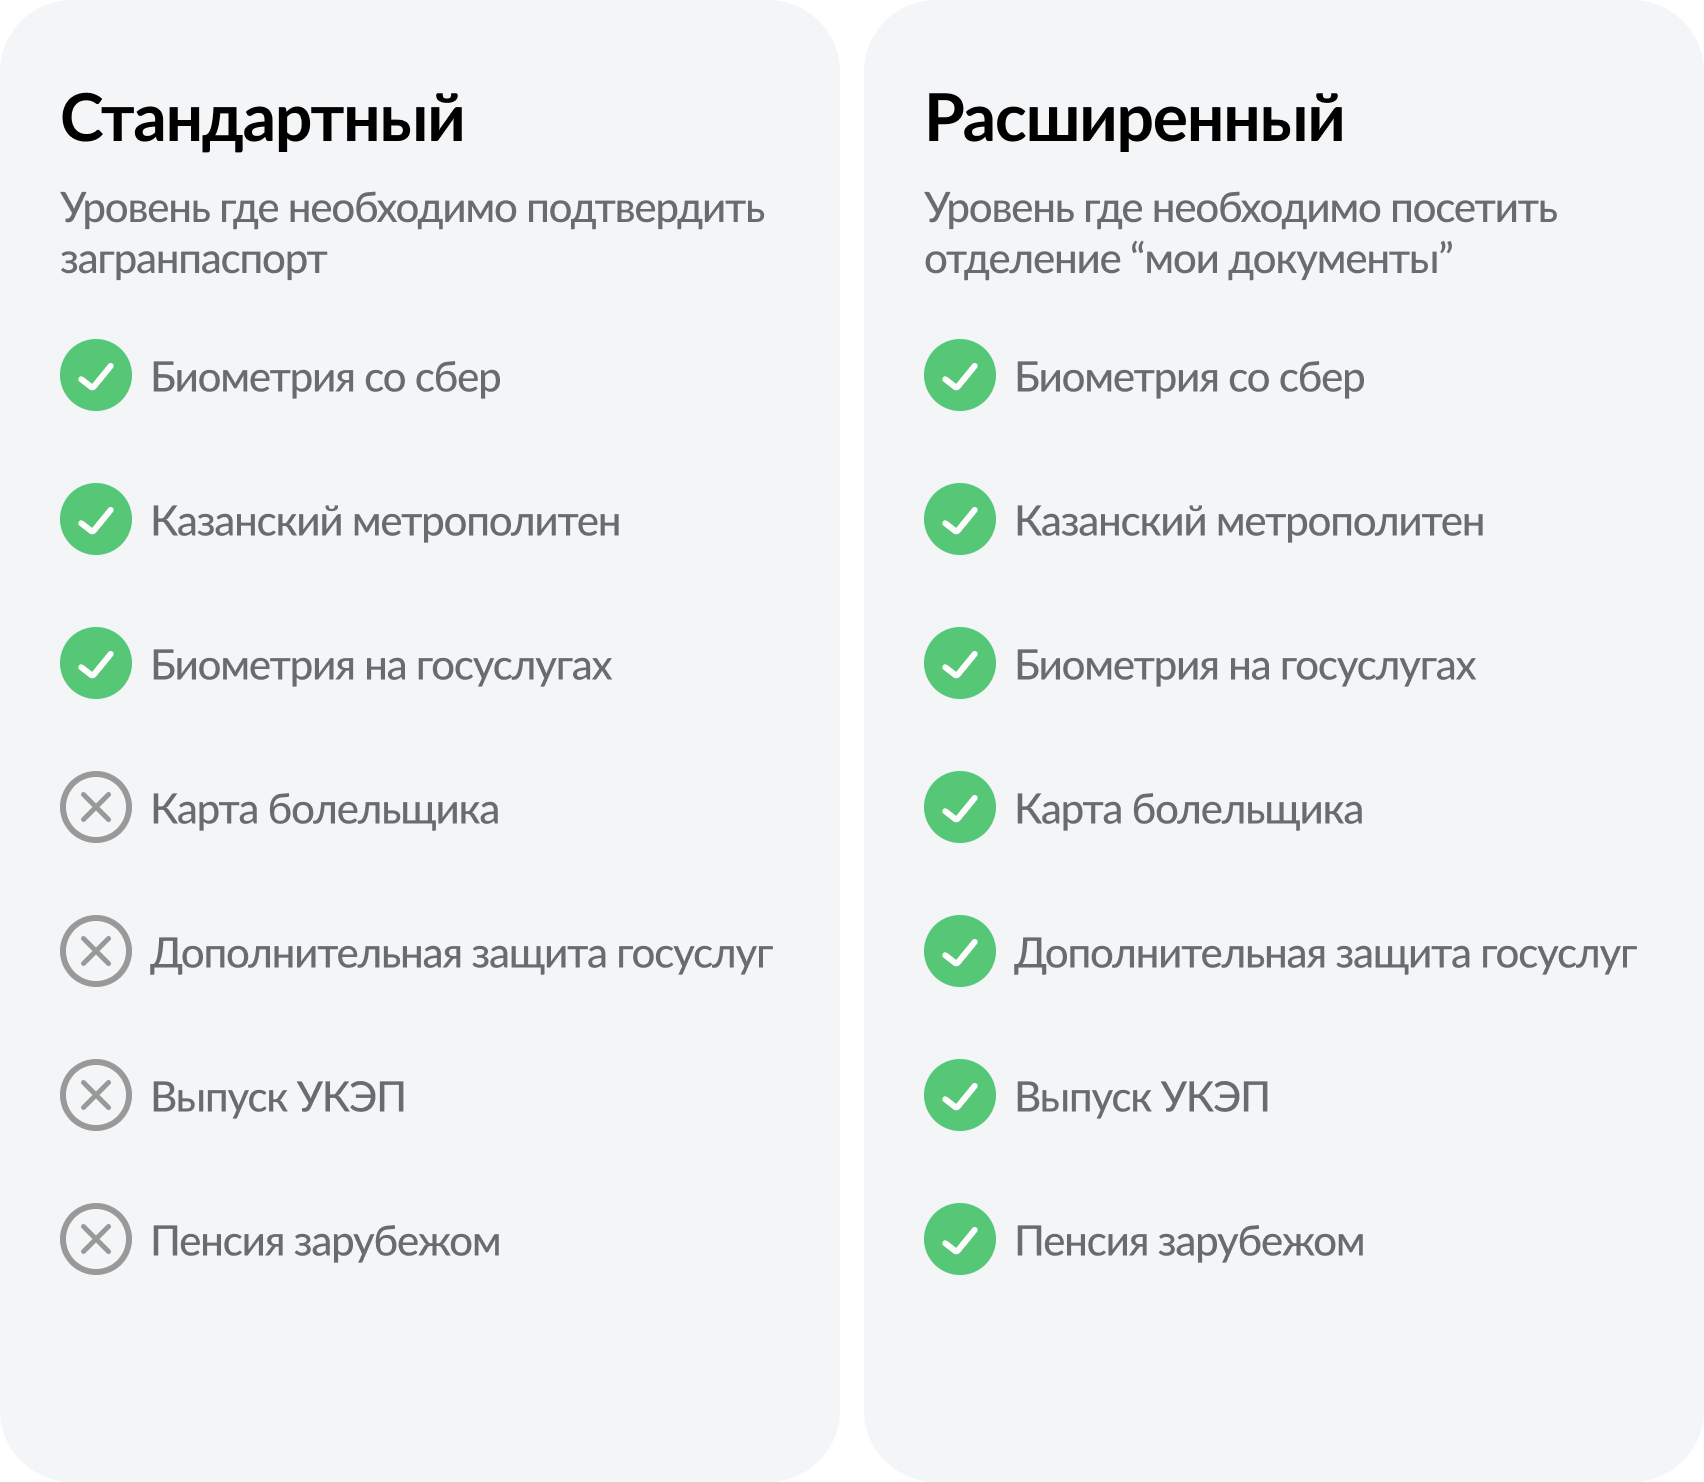 Стандартный
Уровень где необходимо подтвердить
загранпаспорт
Биометрия со сбер
Казанский метрополитен
Биометрия на госуслугах
Карта болельщика
Дополнительная защита госуслуг
Выпуск УКЭП
Пенсия зарубежом
Расширенный
Уровень где необходимо посетить
отделение “мои документы”
Биометрия со сбер
Казанский метрополитен
Биометрия на госуслугах
Карта болельщика
Дополнительная защита госуслуг
Выпуск УКЭП
Пенсия зарубежом